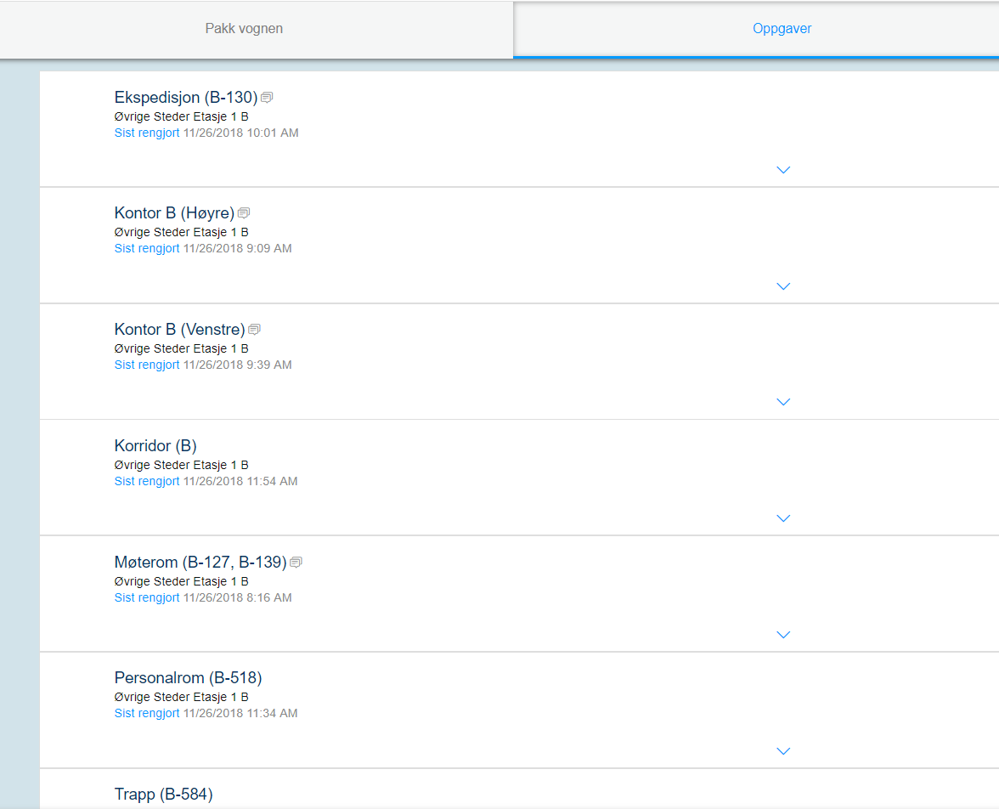 Pakk vognen
Oppgaver
Ekspedisjon (B-130)
Øvrige Steder Etasje 1 B
Sist rengjort 11/26/2018 10:01 AM
Kontor B (Høyre)
Øvrige Steder Etasje 1 B
Sist rengjort 11/26/2018 9:09 AM
Kontor B (Venstre)
Øvrige Steder Etasje 1 B
Sist rengjort 11/26/2018 9:39 AM
Korridor (B)
Øvrige Steder Etasje 1 B
Sist rengjort 11/26/2018 11:54 AM
Møterom (B-127, B-139)
Øvrige Steder Etasje 1 B
Sist rengjort 11/26/2018 8:16 AM
Personalrom (B-518)
Øvrige Steder Etasje 1 B
Sist rengjort 11/26/2018 11:34 AM
Trapp (B-584)